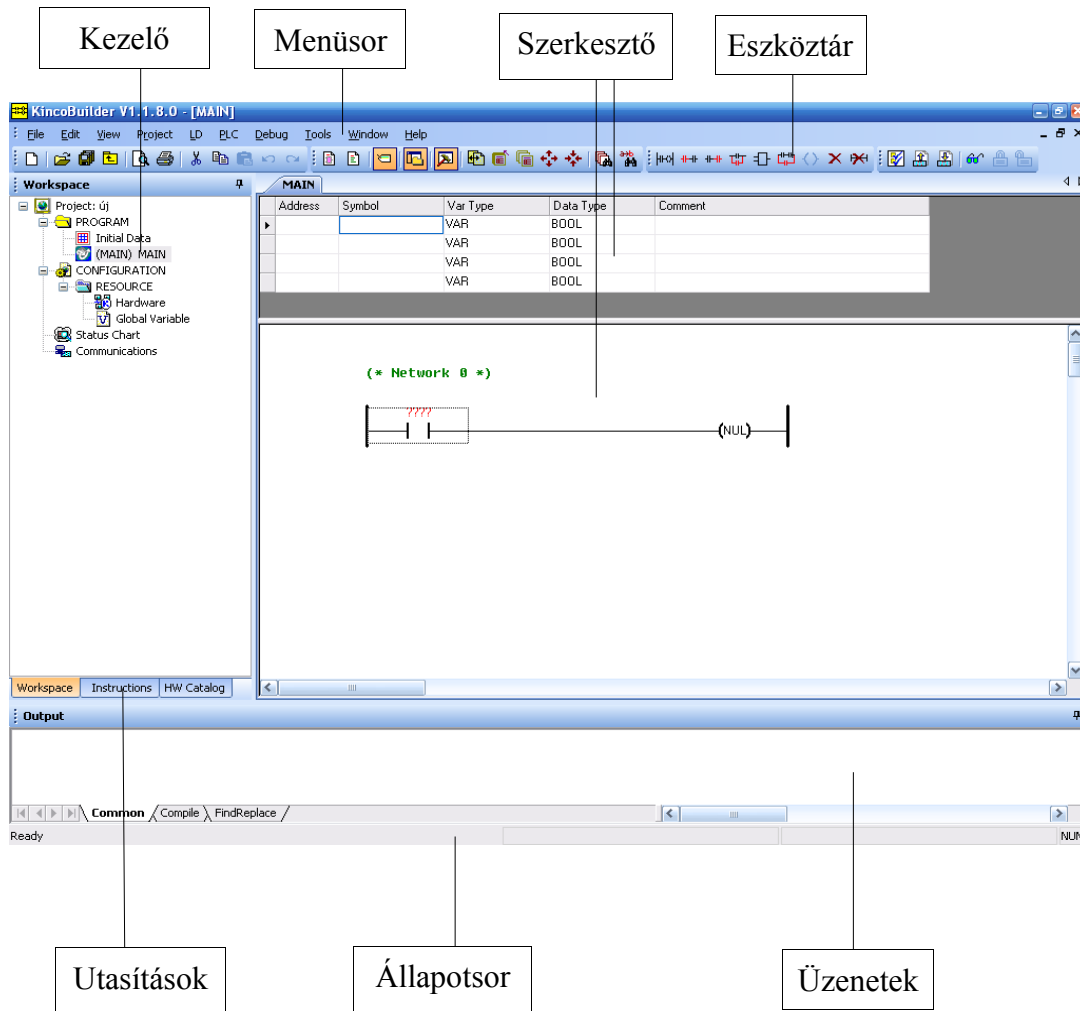 Kezelő
Menüsor
Szerkesztő
Eszköztár
KincoBuilder V1.1.8.0 - [MAIN]
File Edit View Project LD PLC Debug Tools Window Help
Workspace
MAIN
Project: új
PROGRAM
Initial Data
(MAIN) MAIN
CONFIGURATION
RESOURCE
Hardware
Global Variable
Status Chart
Communications
Address Symbol Var Type Data Type Comment
VAR BOOL
VAR BOOL
VAR BOOL
VAR BOOL
(* Network 0 *)
????
(NUL)
Workspace Instructions HW Catalog
Output
Common Compile FindReplace
Ready
NUM
Utasítások
Állapotsor
Üzenetek